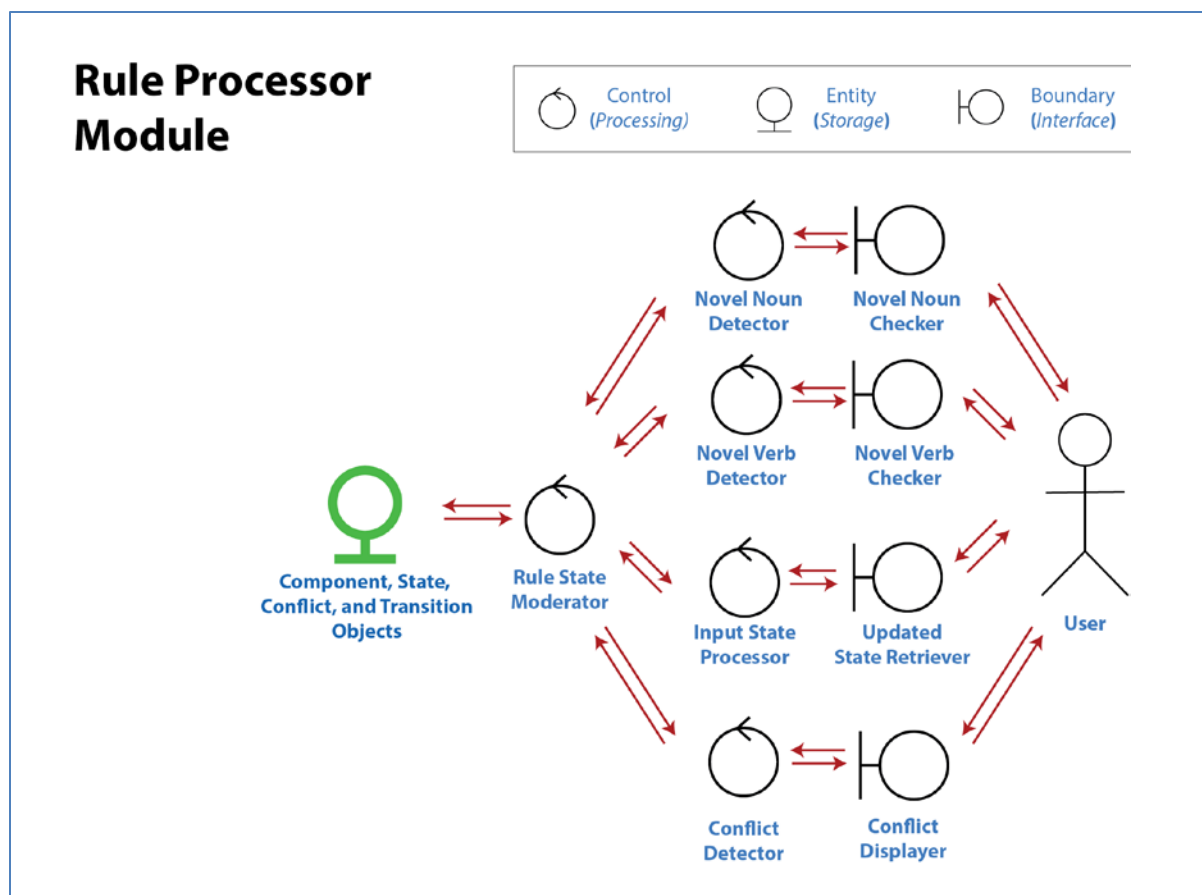 Rule Processor
Module
Control
(Processing)
Entity
(Storage)
Boundary
(Interface)
Novel Noun
Detector
Novel Noun
Checker
Novel Verb
Detector
Novel Verb
Checker
Component, State,
Conflict, and Transition
Objects
Rule State
Moderator
Input State
Processor
Updated
State Retriever
User
Conflict
Detector
Conflict
Displayer